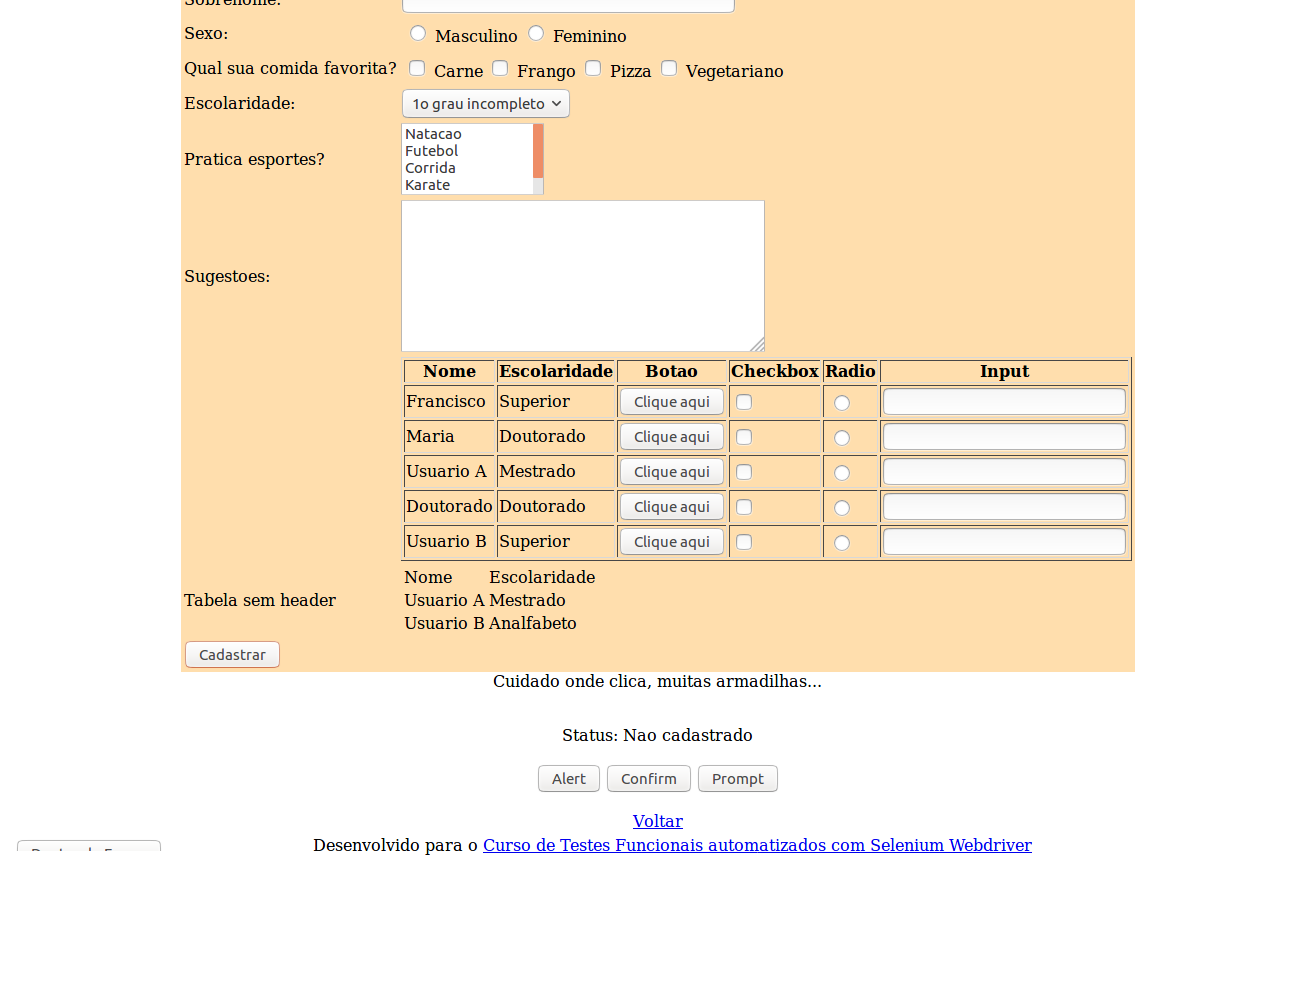 Sobrenome:
Sexo: Masculino Feminino
Qual sua comida favorita? Carne Frango Pizza Vegetariano
Escolaridade: 1o grau incompleto
Pratica esportes?
Natacao
Futebol
Corrida
Karate
Sugestoes:
Nome Escolaridade Botao Checkbox Radio Input
Francisco Superior Clique aqui
Maria Doutorado Clique aqui
Usuario A Mestrado Clique aqui
Doutorado Doutorado Clique aqui
Usuario B Superior Clique aqui
Tabela sem header
Nome Escolaridade
Usuario A Mestrado
Usuario B Analfabeto
Cadastrar
Cuidado onde clica, muitas armadilhas...
Status: Nao cadastrado
Alert Confirm Prompt
Voltar
Desenvolvido para o Curso de Testes Funcionais automatizados com Selenium Webdriver